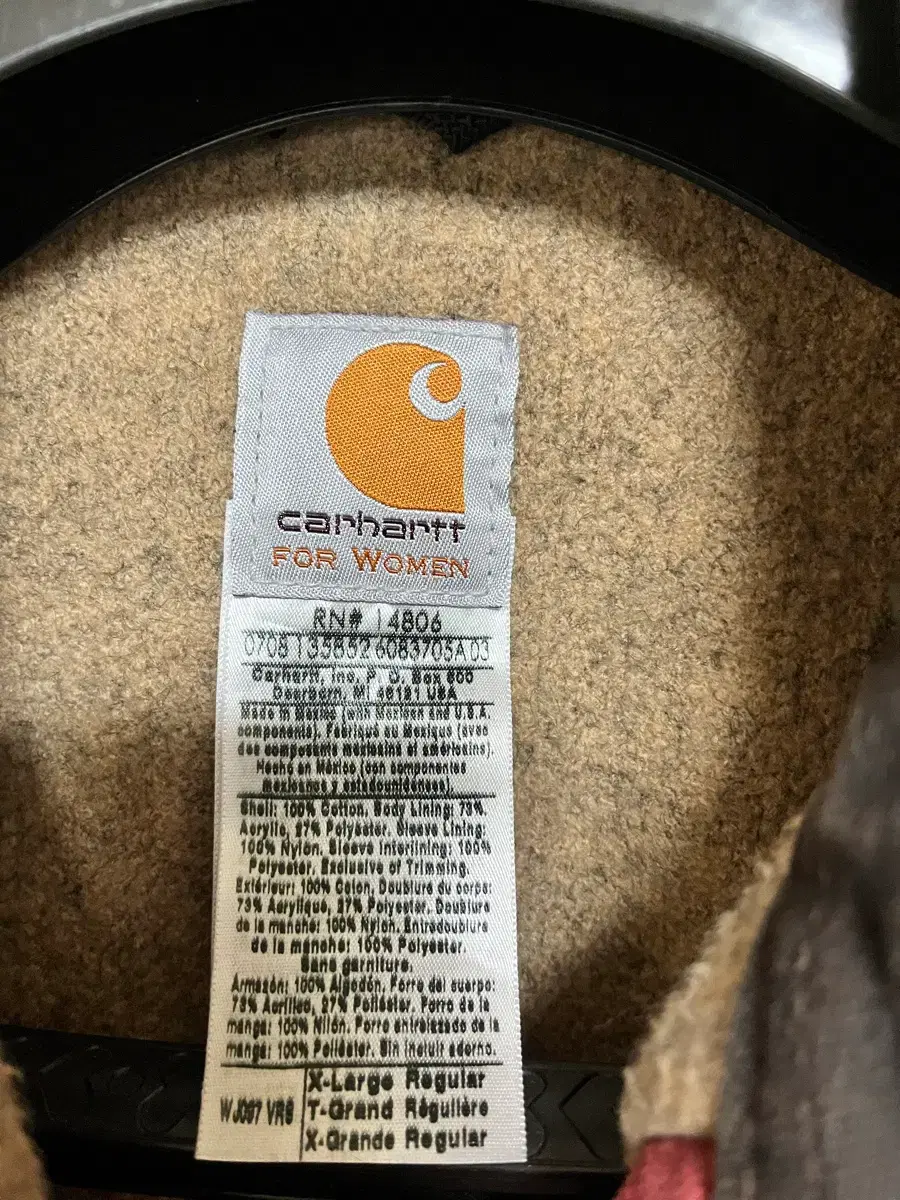 carhartt
FOR WOMEN
RN# 14806
0708 135852 6083705A03
Carhartt, Inc. P. O. Box 600
Dearborn, MI 48121 USA
Made in Mexico (with Mexican and U.S.A.
components). Fabriqué au Mexique (avec
des composants mexicains et américains).
Hecho en México (con componentes
mexicanos y estadounidenses).
Shell: 100% Cotton. Body Lining: 73%
Acrylic, 27% Polyester. Sleeve Lining:
100% Nylon. Sleeve Interlining: 100%
Polyester. Exclusive of Trimming.
Extérieur: 100% Coton. Doublure du corps:
73% Acrylique, 27% Polyester. Doublure
de la manche: 100% Nylon. Entredoublure
de la manche: 100% Polyester.
Sans garniture.
Armazón: 100% Algodón. Forro del cuerpo:
73% Acrílico, 27% Poliéster. Forro de la
manga: 100% Nilón. Forro entrelazado de la
manga: 100% Poliéster. Sin incluir adorno.
X-Large Regular
WJ097 T-Grand Régulière
X-Grande Regular